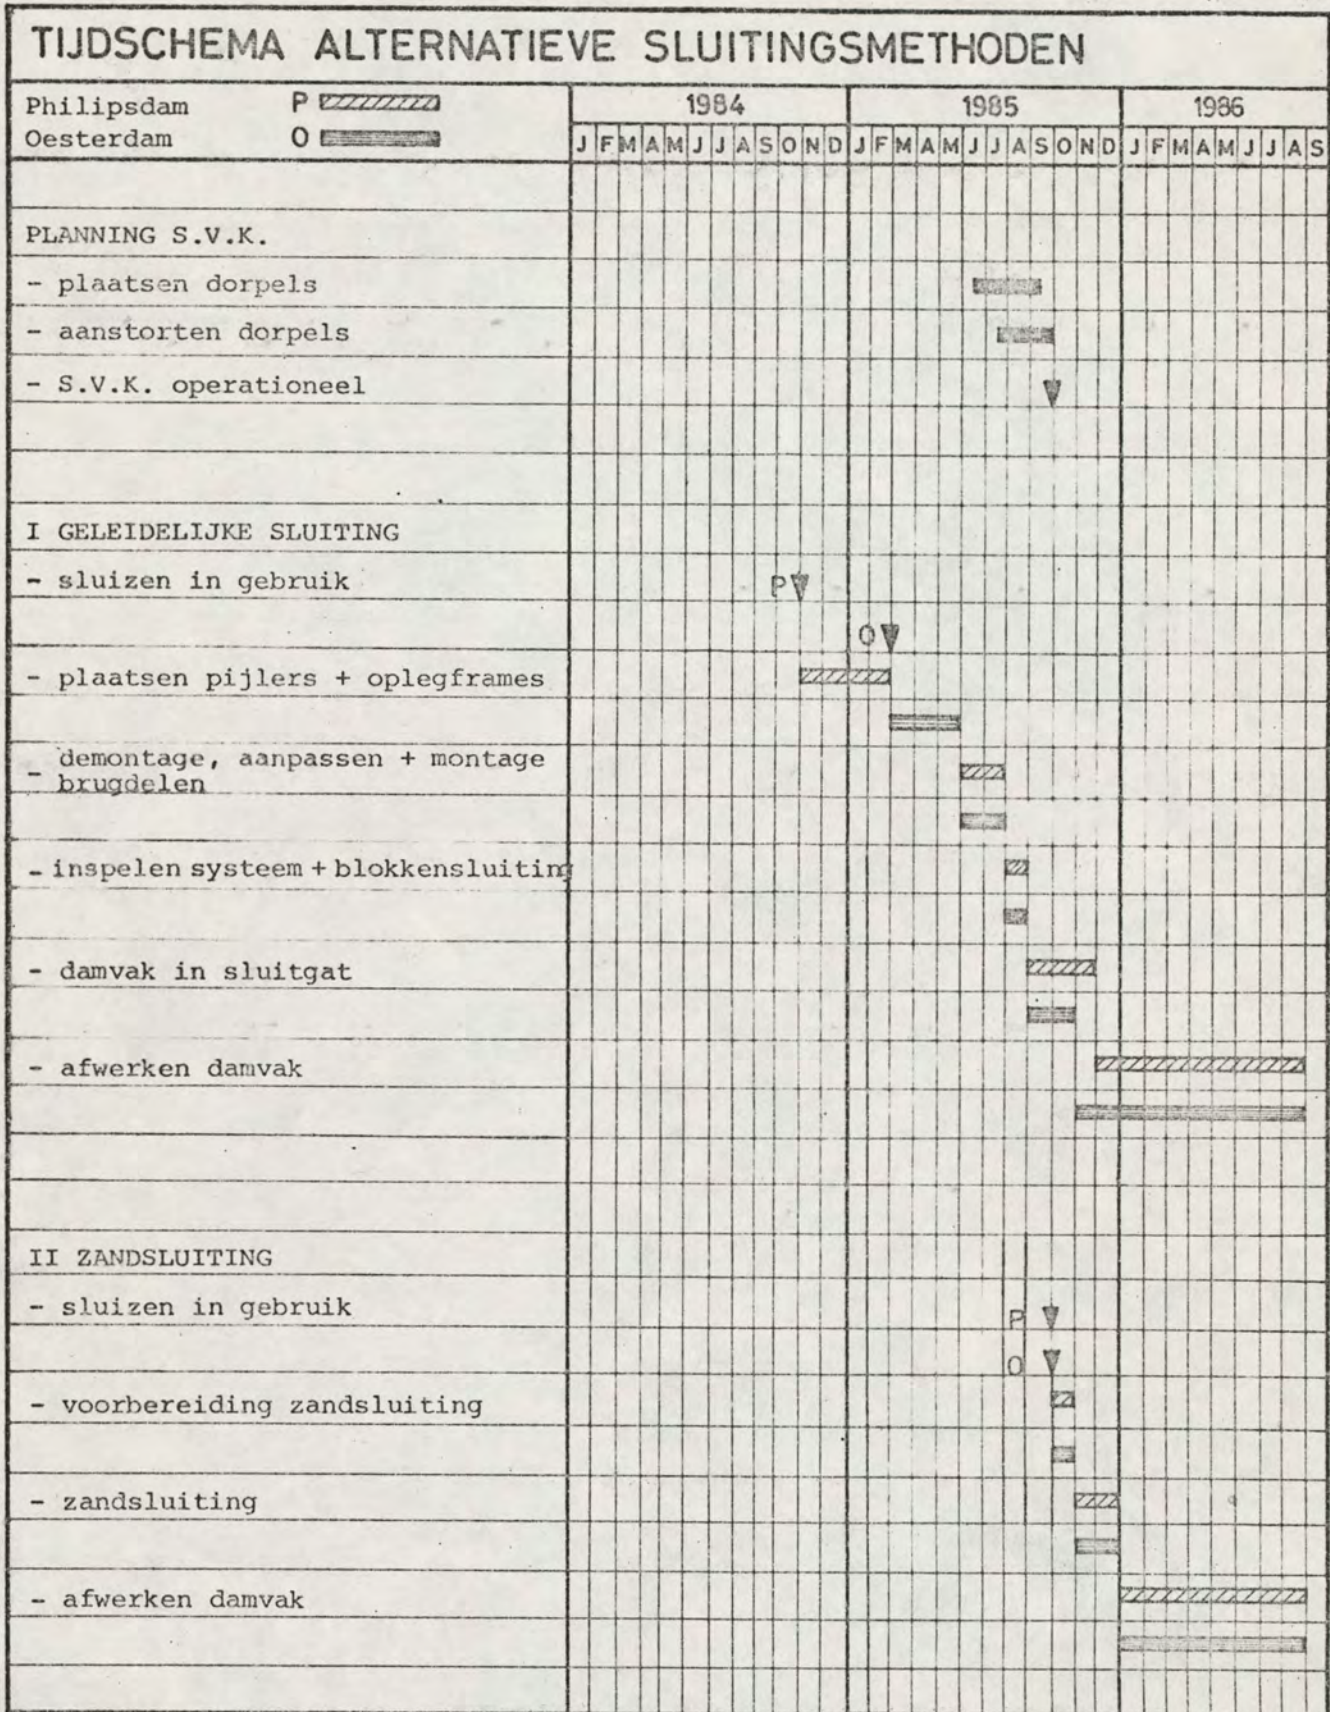 TIJDSCHEMA ALTERNATIEVE SLUITINGSMETHODEN
Philipsdam P
Oesterdam O
1984 1985 1986
J F M A M J J A S O N D J F M A M J J A S O N D J F M A M J J A S
PLANNING S.V.K.
- plaatsen dorpels
- aanstorten dorpels
- S.V.K. operationeel
I GELEIDELIJKE SLUITING
- sluizen in gebruik P
O
- plaatsen pijlers + oplegframes
- demontage, aanpassen + montage
brugdelen
- inspelen systeem + blokkensluiting
- damvak in sluitgat
- afwerken damvak
II ZANDSLUITING
- sluizen in gebruik P
O
- voorbereiding zandsluiting
- zandsluiting
- afwerken damvak